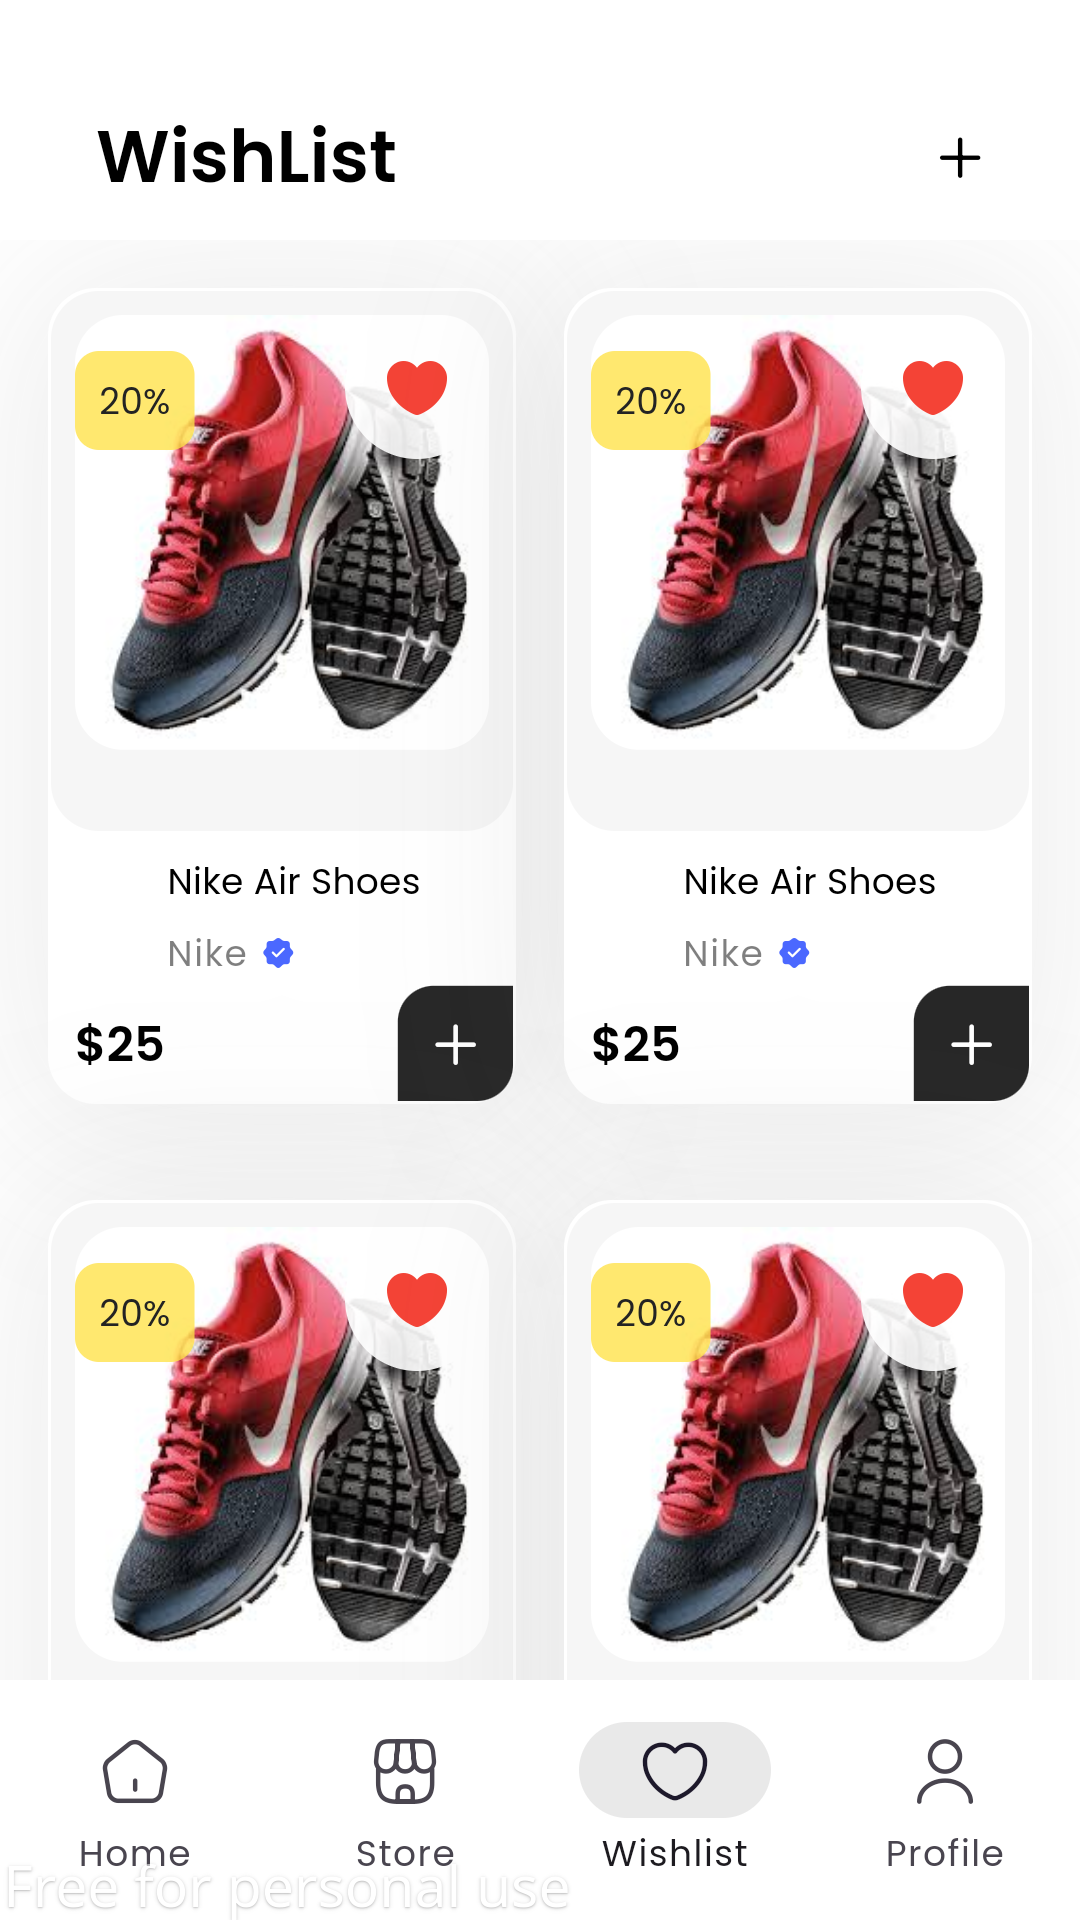 WishList
20%
20%
Nike Air Shoes
Nike Air Shoes
Nike
Nike
$25
$25
20%
20%
Home
Store
Wishlist
Profile
Free for personal use